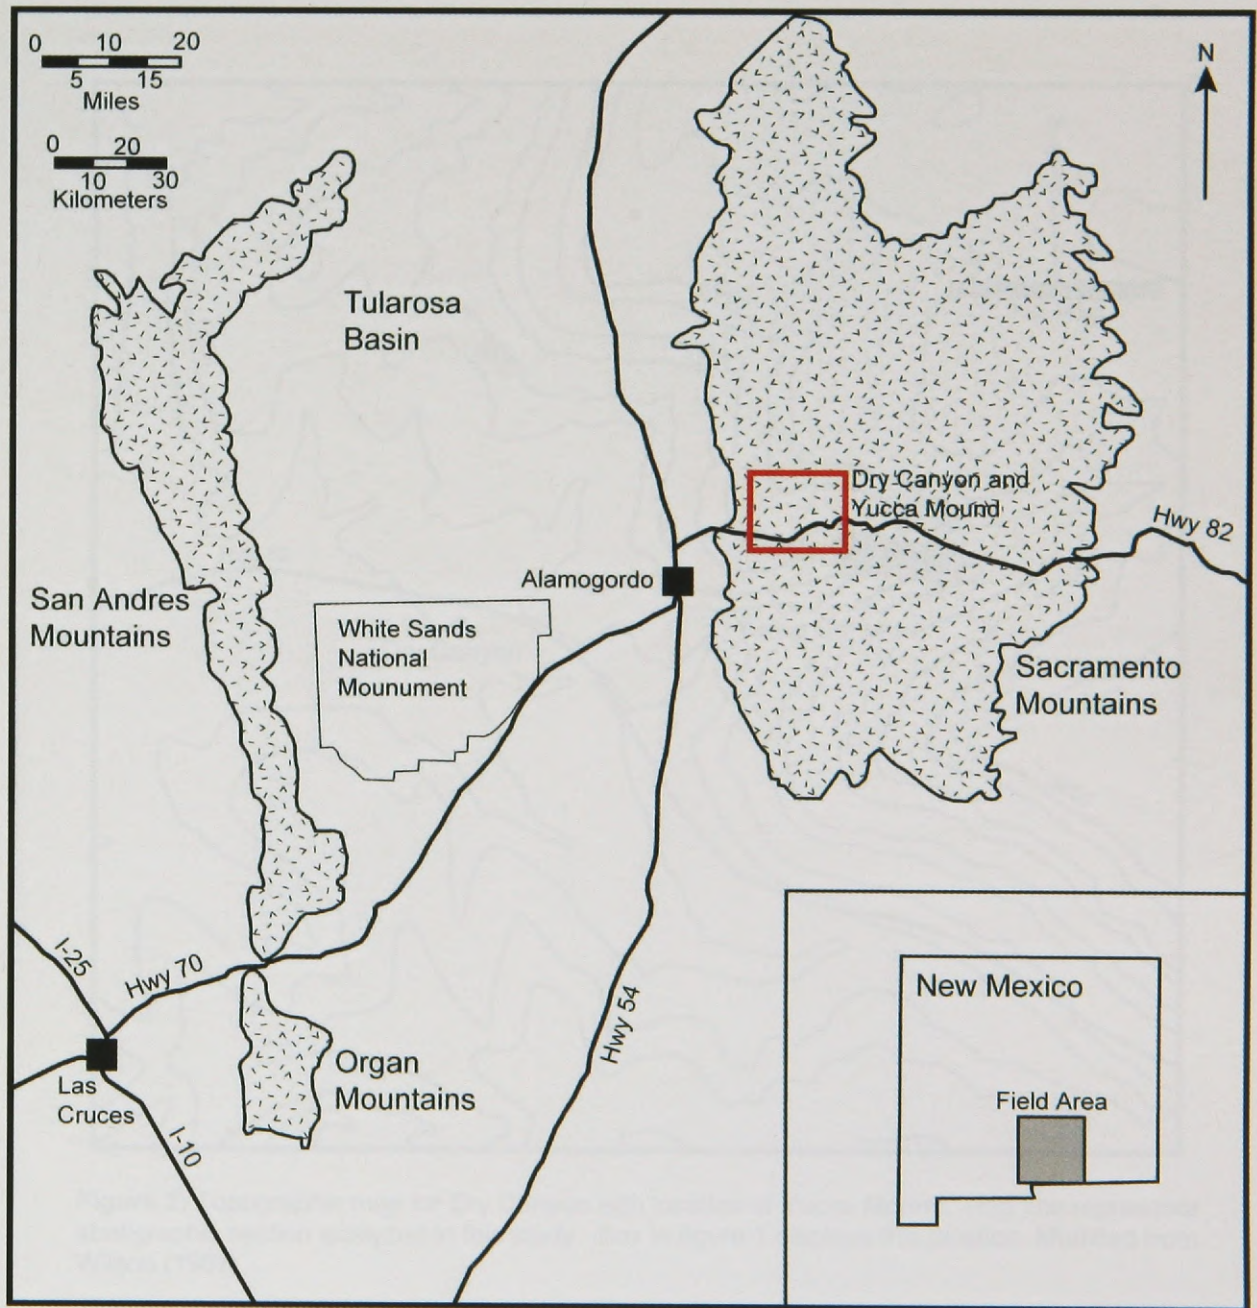 0 10 20
5 15
Miles
0 20
10 30
Kilometers
N
Tularosa
Basin
Dry Canyon and
Yucca Mound
Hwy 82
Alamogordo
San Andres
Mountains
White Sands
National
Mounument
Sacramento
Mountains
I-25
Hwy 70
Hwy 54
Las
Cruces
I-10
Organ
Mountains
New Mexico
Field Area